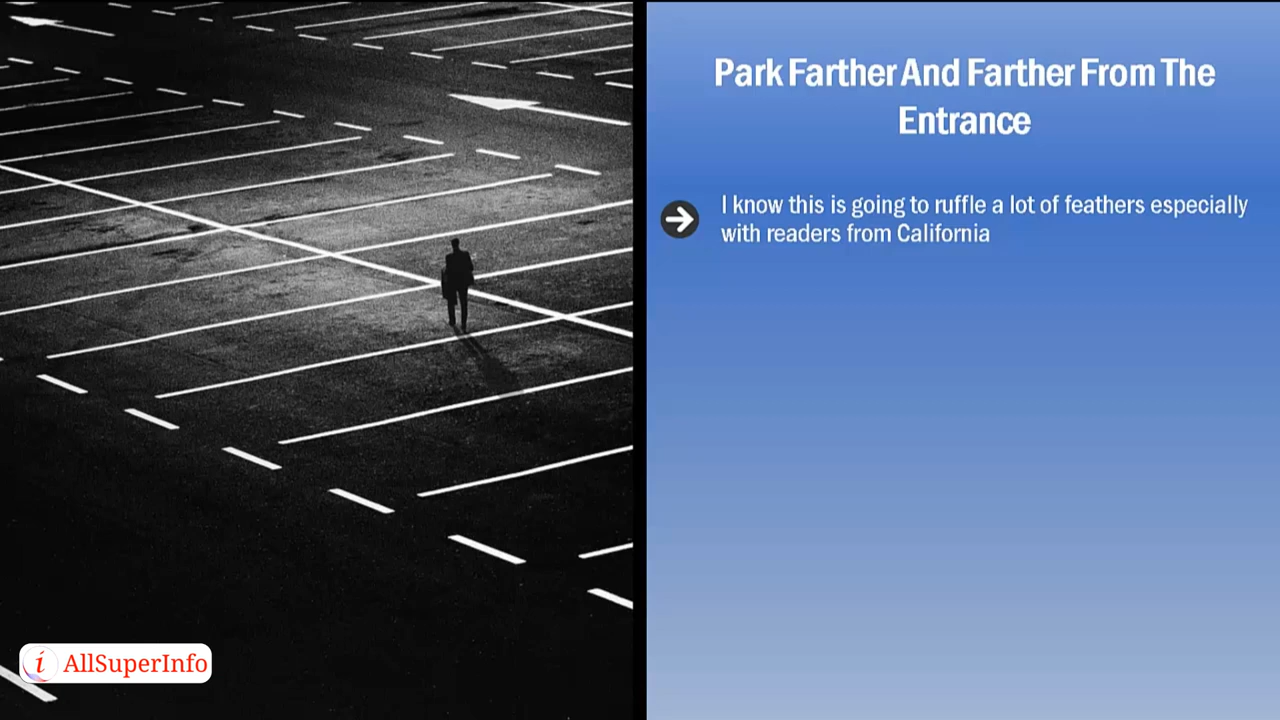 Park Farther And Farther From The
Entrance
I know this is going to ruffle a lot of feathers especially
with readers from California
i AllSuperInfo